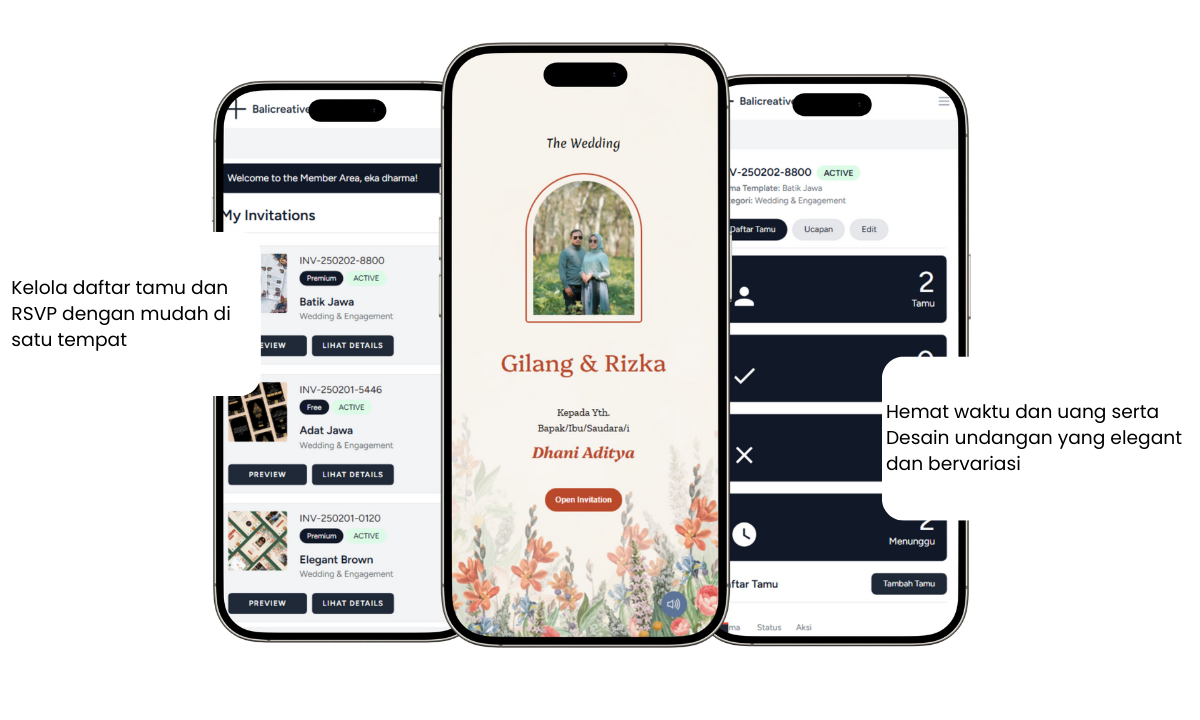 Kelola daftar tamu dan
RSVP dengan mudah di
satu tempat
Balicreative
Welcome to the Member Area, eka dharma!
My Invitations
INV-250202-8800
Premium ACTIVE
Batik Jawa
Wedding & Engagement
LIHAT DETAILS
INV-250201-5446
Free ACTIVE
Adat Jawa
Wedding & Engagement
PREVIEW LIHAT DETAILS
INV-250201-0120
Premium ACTIVE
Elegant Brown
Wedding & Engagement
PREVIEW LIHAT DETAILS
The Wedding
Gilang & Rizka
Kepada Yth.
Bapak/Ibu/Saudara/i
Dhani Aditya
Open Invitation
Balicreative
V-250202-8800 ACTIVE
ma Template: Batik Jawa
egori: Wedding & Engagement
Daftar Tamu Ucapan Edit
2
Tamu
2
Menunggu
ftar Tamu Tambah Tamu
ma Status Aksi
Hemat waktu dan uang serta
Desain undangan yang elegant
dan bervariasi